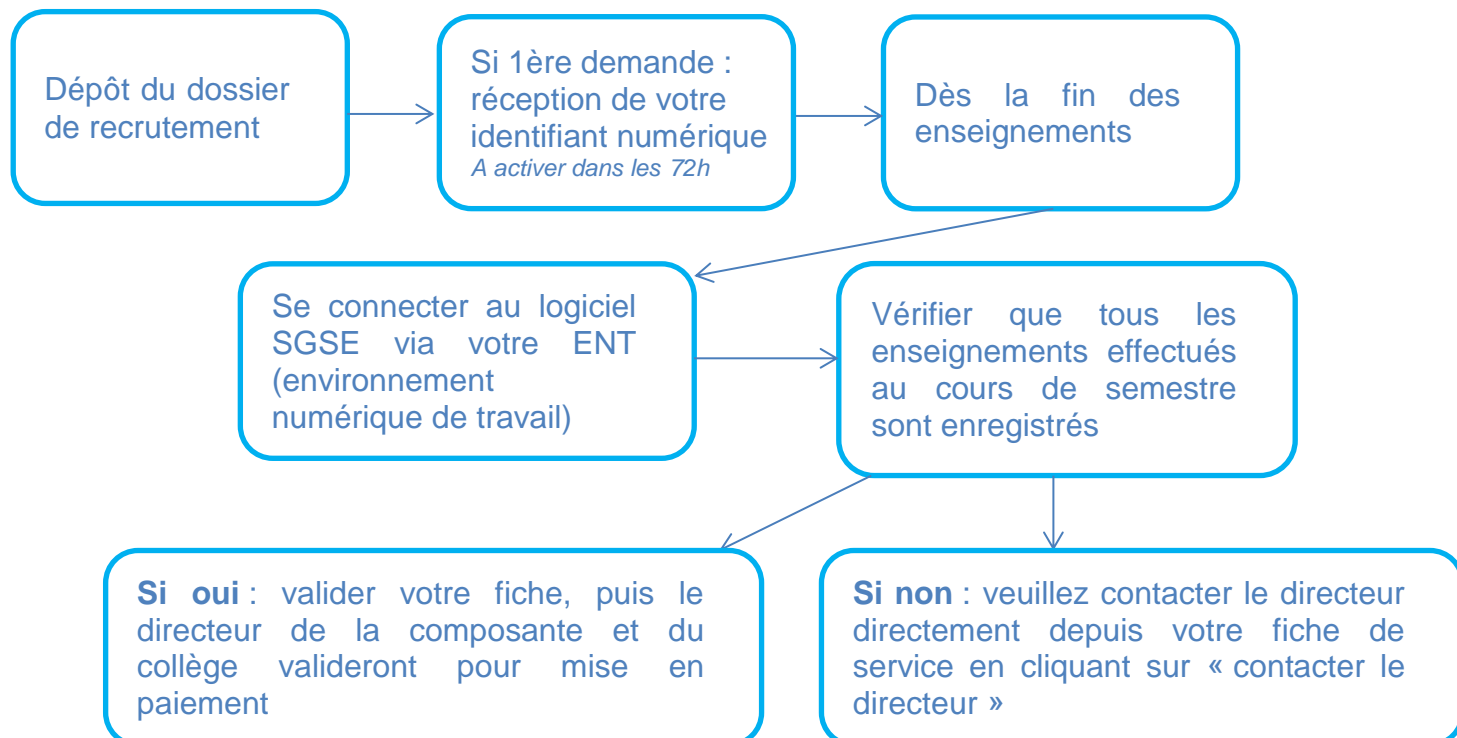 Dépôt du dossier
de recrutement
Si 1ère demande :
réception de votre
identifiant numérique
A activer dans les 72h
Dès la fin des
enseignements
Se connecter au logiciel
SGSE via votre ENT
(environnement
numérique de travail)
Vérifier que tous les
enseignements effectués
au cours de semestre
sont enregistrés
Si oui : valider votre fiche, puis le
directeur de la composante et du
collège valideront pour mise en
paiement
Si non : veuillez contacter le directeur
directement depuis votre fiche de
service en cliquant sur « contacter le
directeur »